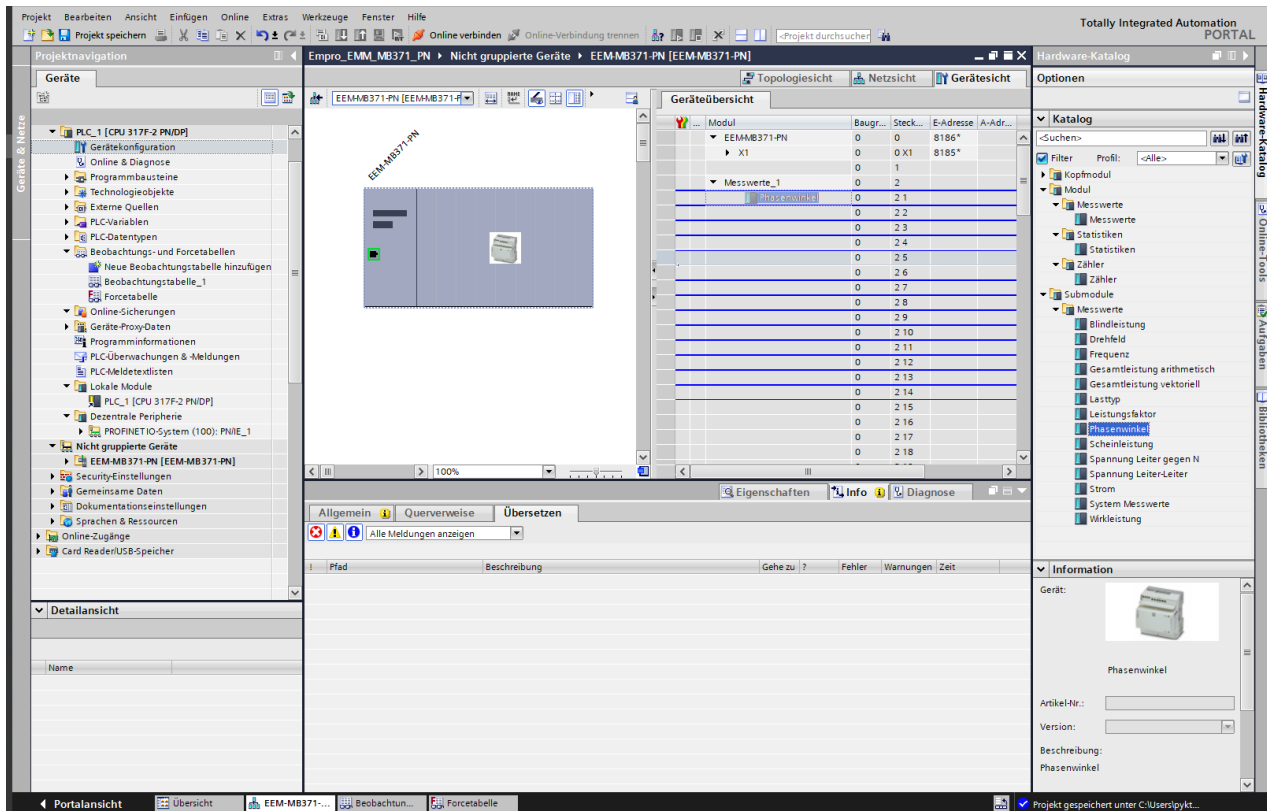 Projekt Bearbeiten Ansicht Einfügen Online Extras Werkzeuge Fenster Hilfe
Totally Integrated Automation
PORTAL
Projekt speichern
Online verbinden
Online-Verbindung trennen
<Projekt durchsuchen
Projektnavigation
Geräte
Geräte & Netze
PLC_1 [CPU 317F-2 PN/DP]
Gerätekonfiguration
Online & Diagnose
Programmbausteine
Technologieobjekte
Externe Quellen
PLC-Variablen
PLC-Datentypen
Beobachtungs- und Forcetabellen
Neue Beobachtungstabelle hinzufügen
Beobachtungstabelle_1
Forcetabelle
Online-Sicherungen
Geräte-Proxy-Daten
Programminformationen
PLC-Überwachungen & -Meldungen
PLC-Meldetextlisten
Lokale Module
PLC_1 [CPU 317F-2 PN/DP]
Dezentrale Peripherie
PROFINET IO-System (100): PN/IE_1
Nicht gruppierte Geräte
EEM-MB371-PN [EEM-MB371-PN]
Security-Einstellungen
Gemeinsame Daten
Dokumentationseinstellungen
Sprachen & Ressourcen
Online-Zugänge
Card Reader/USB-Speicher
Detailansicht
Name
Empro_EMM_MB371_PN Nicht gruppierte Geräte EEM-MB371-PN [EEM-MB371-PN]
Topologiesicht Netzsicht Gerätesicht
EEM-MB371-PN [EEM-MB371-P
EEM-MB371-PN
100%
Geräteübersicht
... Modul Baugr... Steck... E-Adresse A-Adr...
EEM-MB371-PN 0 0 8186*
X1 0 0 X1 8185*
0 1
Messwerte_1 0 2
Phasenwinkel 0 2 1
0 2 2
0 2 3
0 2 4
0 2 5
0 2 6
0 2 7
0 2 8
0 2 9
0 2 10
0 2 11
0 2 12
0 2 13
0 2 14
0 2 15
0 2 16
0 2 17
0 2 18
Eigenschaften Info Diagnose
Allgemein Querverweise Übersetzen
Alle Meldungen anzeigen
! Pfad Beschreibung Gehe zu ? Fehler Warnungen Zeit
Hardware-Katalog
Optionen
Katalog
<Suchen>
Filter Profil: <Alle>
Kopfmodul
Modul
Messwerte
Messwerte
Statistiken
Statistiken
Zähler
Zähler
Submodule
Messwerte
Blindleistung
Drehfeld
Frequenz
Gesamtleistung arithmetisch
Gesamtleistung vektoriell
Lasttyp
Leistungsfaktor
Phasenwinkel
Scheinleistung
Spannung Leiter gegen N
Spannung Leiter-Leiter
Strom
System Messwerte
Wirkleistung
Information
Gerät:
Phasenwinkel
Artikel-Nr.:
Version:
Beschreibung:
Phasenwinkel
Hardware-Katalog
Online-Tools
Aufgaben
Bibliotheken
Portalansicht
Übersicht
EEM-MB371-...
Beobachtun...
Forcetabelle
Projekt gespeichert unter C:\Users\pykt...